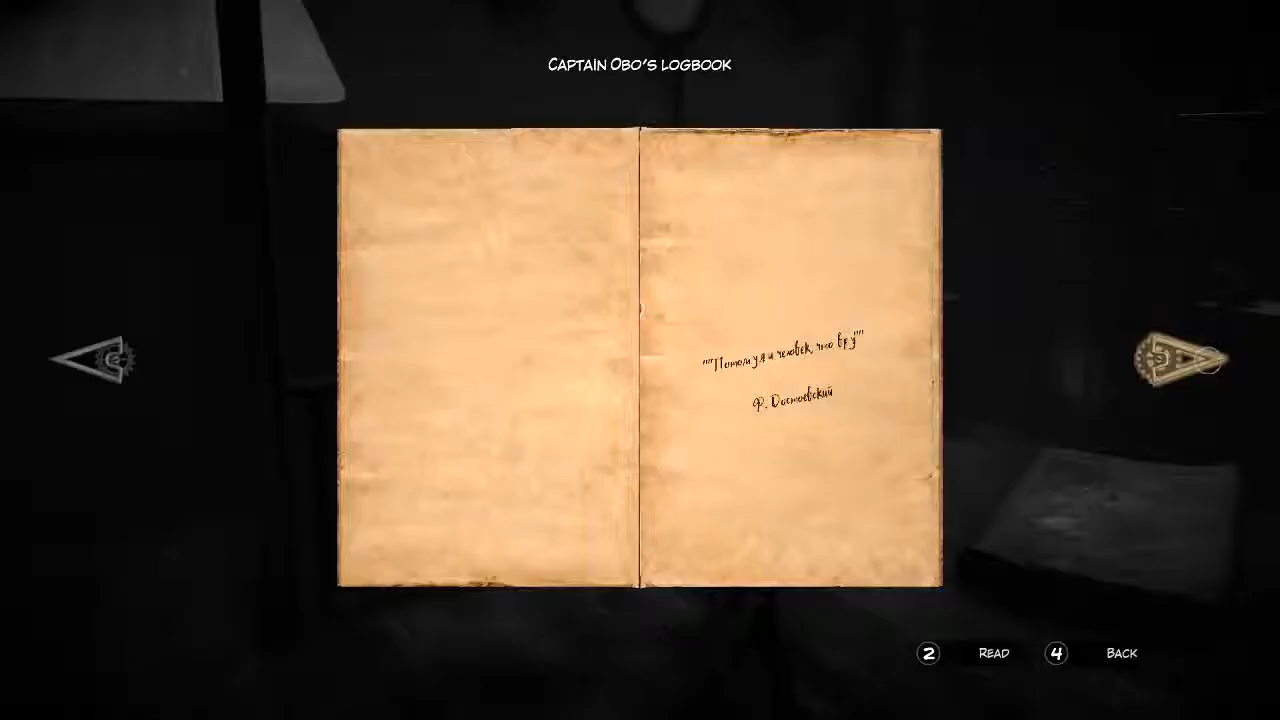 Captain Obo's logbook
""Потому я и человек, что вру""
Ф. Достоевский
2 Read 4 Back